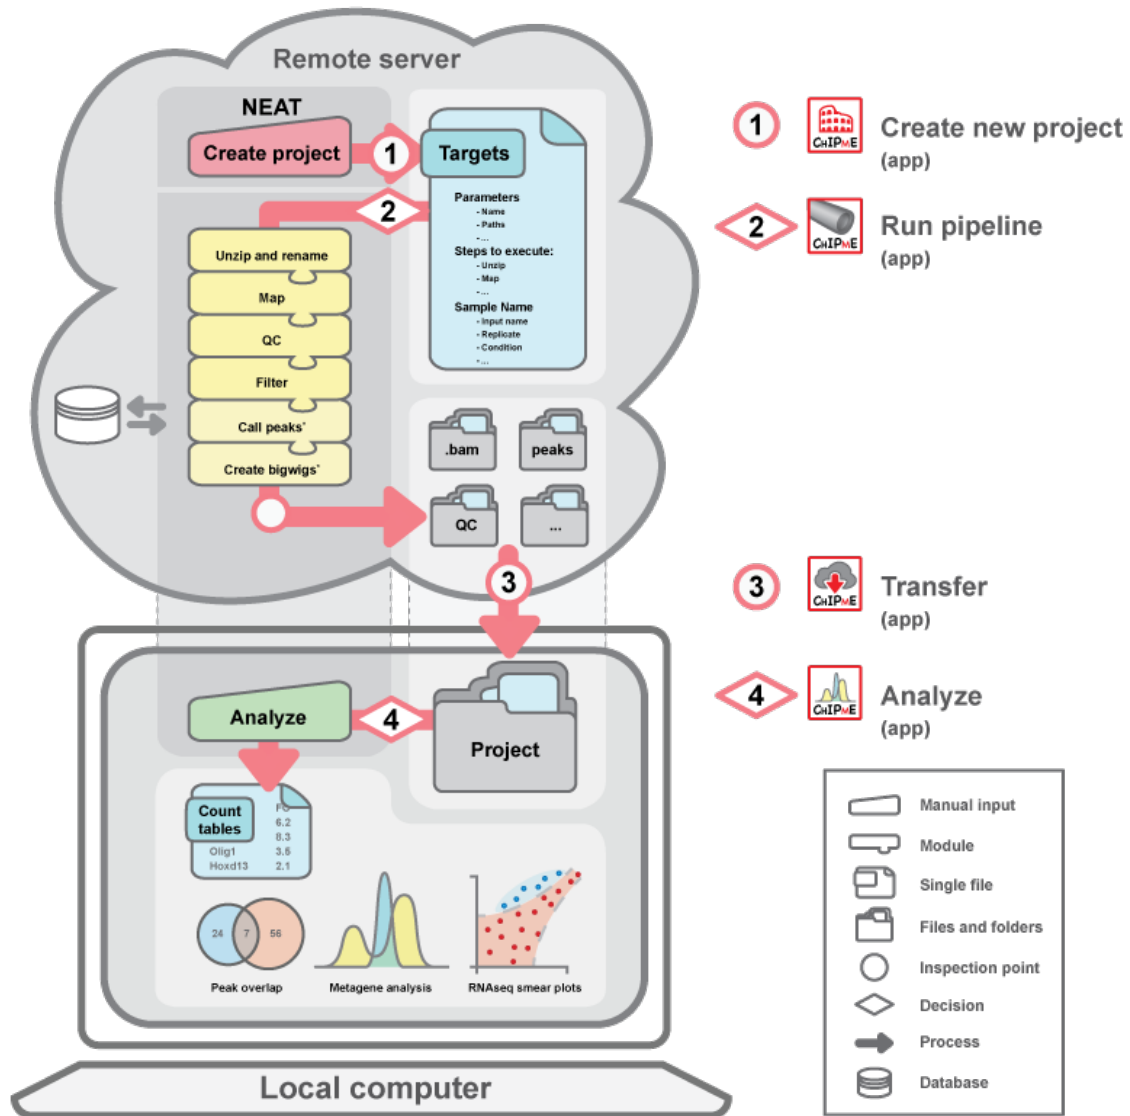 Remote server
NEAT
Create project
1
Targets
Parameters
- Name
- Paths
- ...
Steps to execute:
- Unzip
- Map
- ...
Sample Name
- Input name
- Replicate
- Condition
- ...
2
Unzip and rename
Map
QC
Filter
Call peaks*
Create bigwigs*
.bam
peaks
QC
...
3
Analyze
4
Project
Count
tables
6.2
8.3
Olig1 3.5
Hoxd13 2.1
24
7
56
Peak overlap
Metagene analysis
RNAseq smear plots
Local computer
1
CHIPME
Create new project
(app)
2
CHIPME
Run pipeline
(app)
3
CHIPME
Transfer
(app)
4
CHIPME
Analyze
(app)
Manual input
Module
Single file
Files and folders
Inspection point
Decision
Process
Database